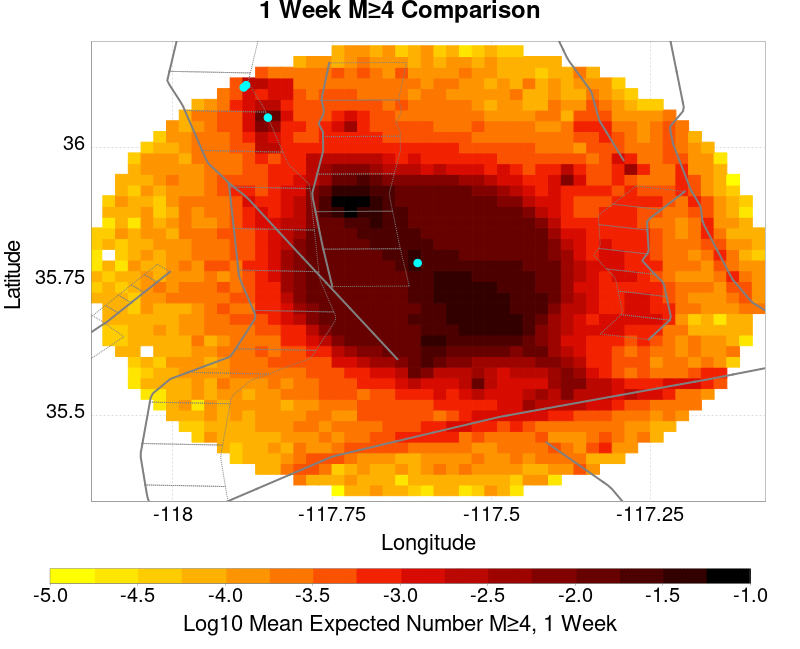 1 Week M≥4 Comparison
Latitude
36
35.75
35.5
-118 -117.75 -117.5 -117.25
Longitude
-5.0 -4.5 -4.0 -3.5 -3.0 -2.5 -2.0 -1.5 -1.0
Log10 Mean Expected Number M≥4, 1 Week